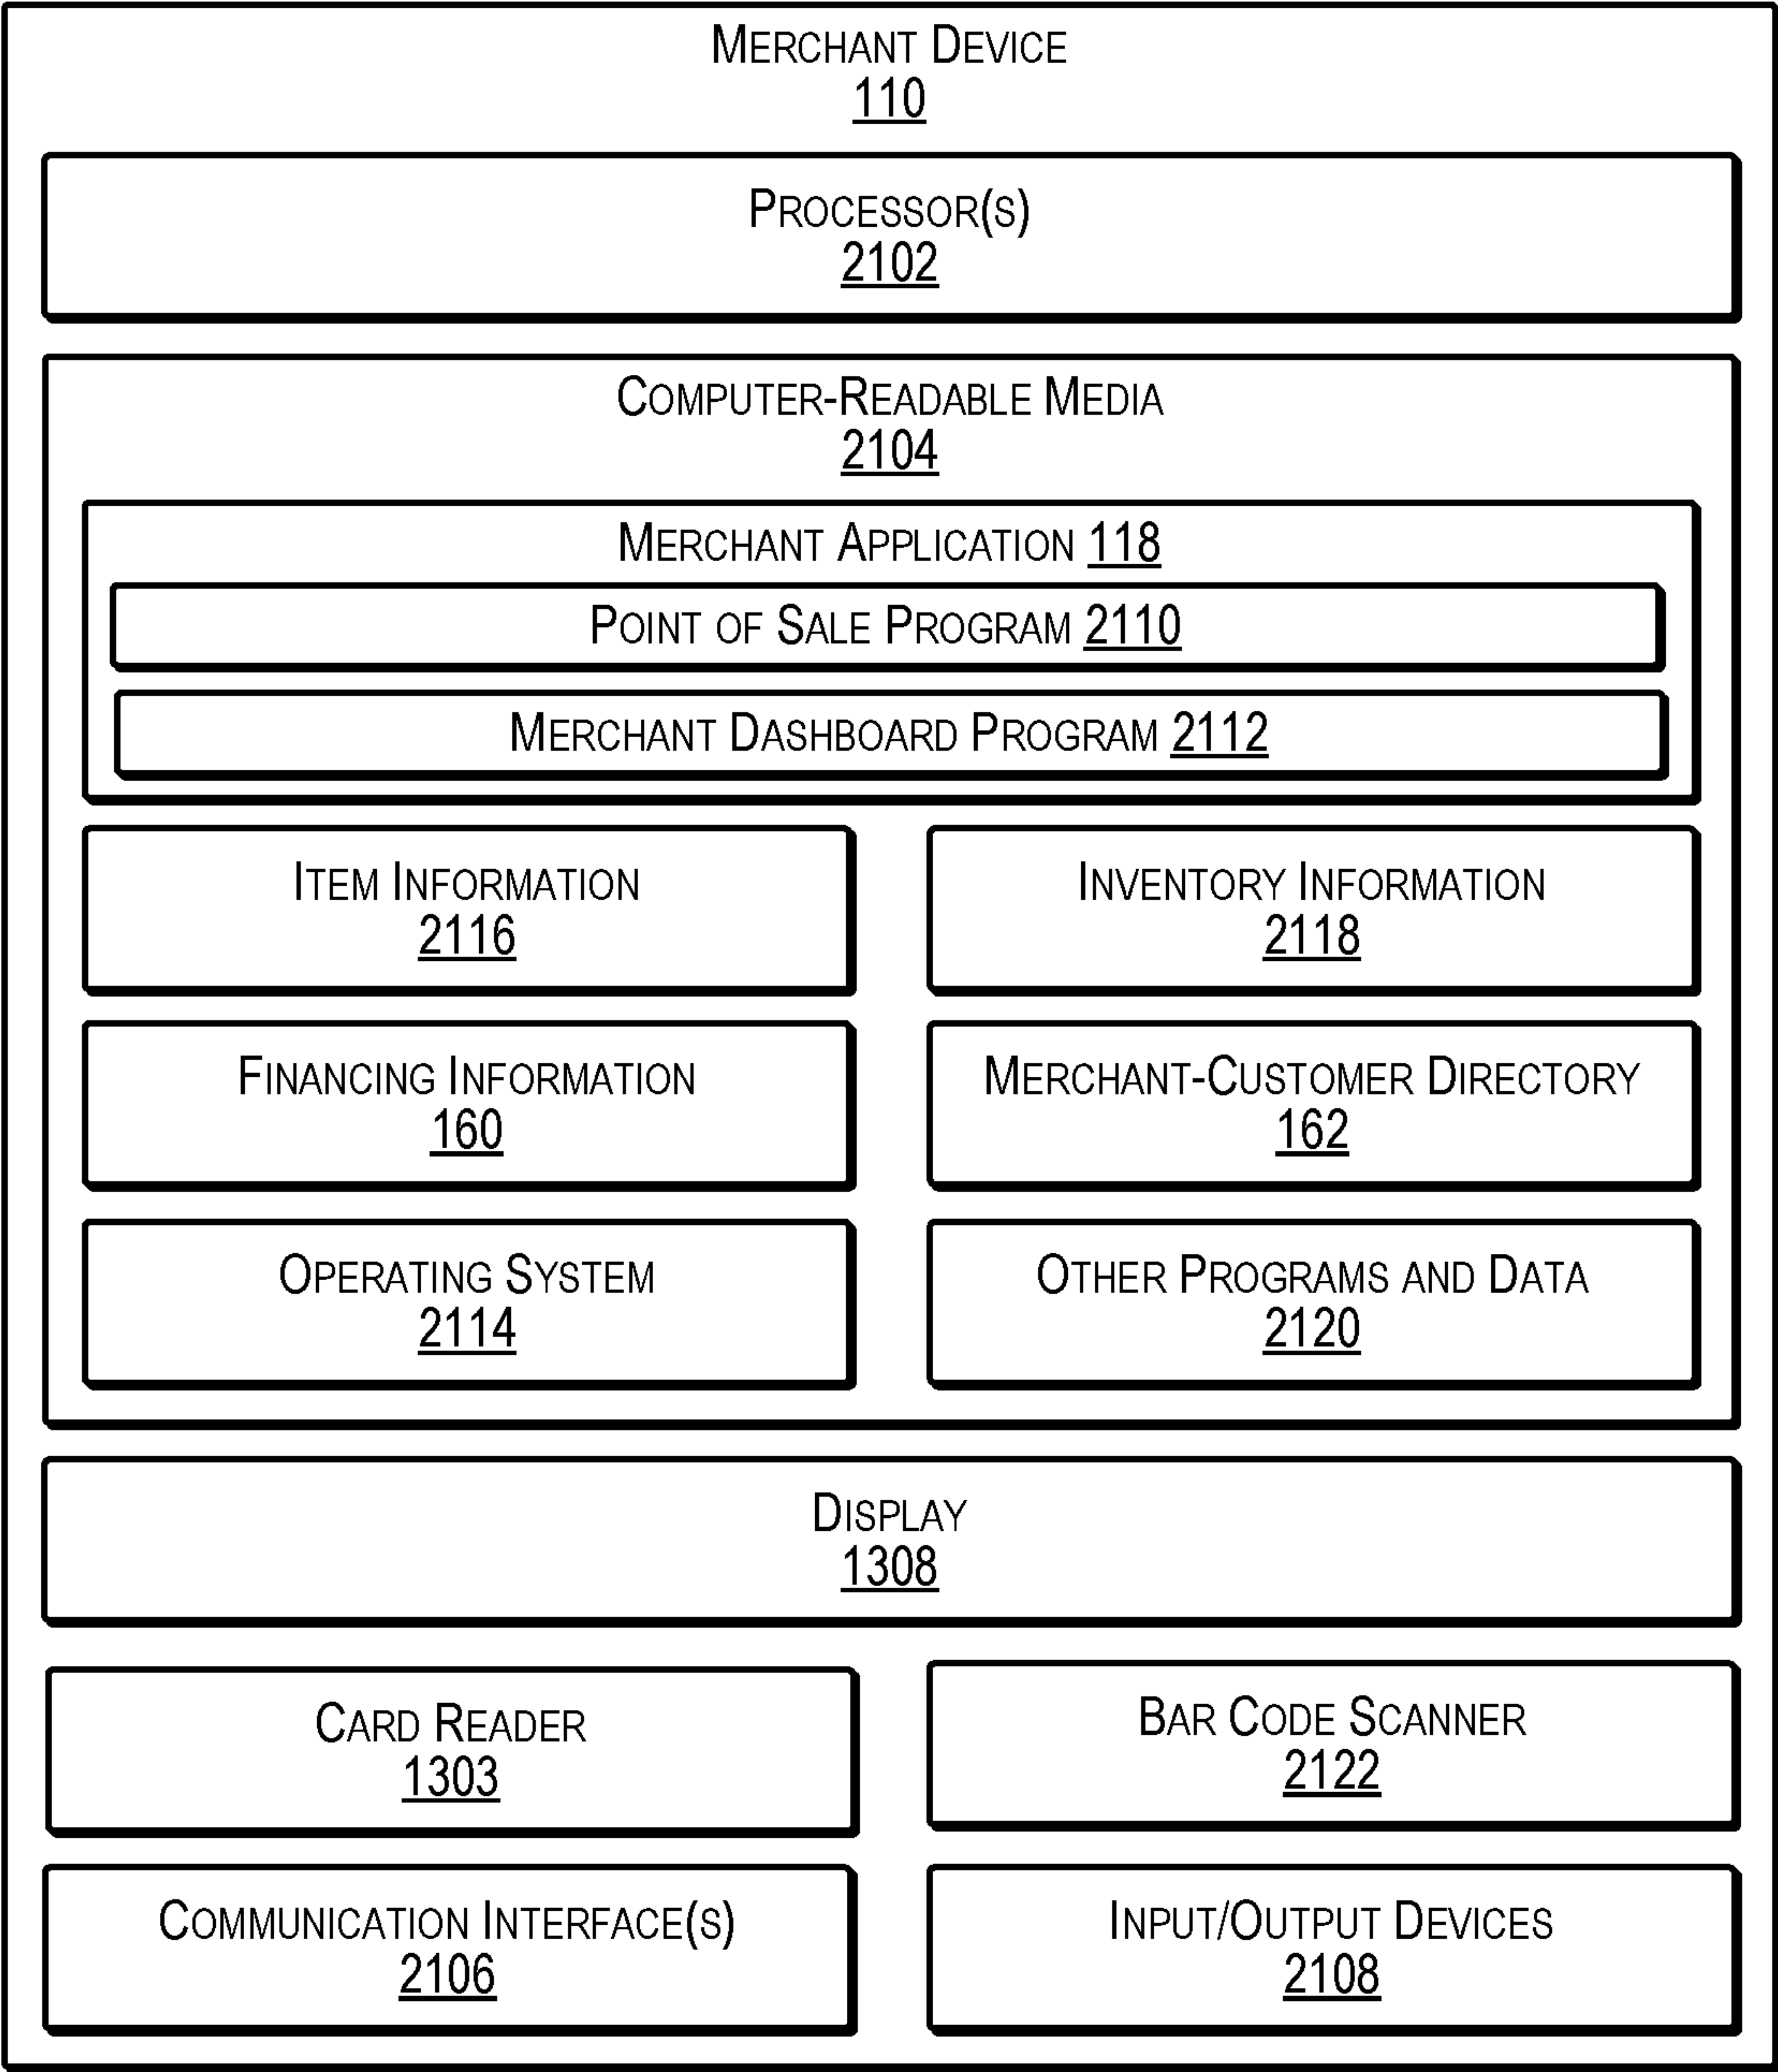 MERCHANT DEVICE
110
PROCESSOR(S)
2102
COMPUTER-READABLE MEDIA
2104
MERCHANT APPLICATION 118
POINT OF SALE PROGRAM 2110
MERCHANT DASHBOARD PROGRAM 2112
ITEM INFORMATION
2116
INVENTORY INFORMATION
2118
FINANCING INFORMATION
160
MERCHANT-CUSTOMER DIRECTORY
162
OPERATING SYSTEM
2114
OTHER PROGRAMS AND DATA
2120
DISPLAY
1308
CARD READER
1303
BAR CODE SCANNER
2122
COMMUNICATION INTERFACE(S)
2106
INPUT/OUTPUT DEVICES
2108